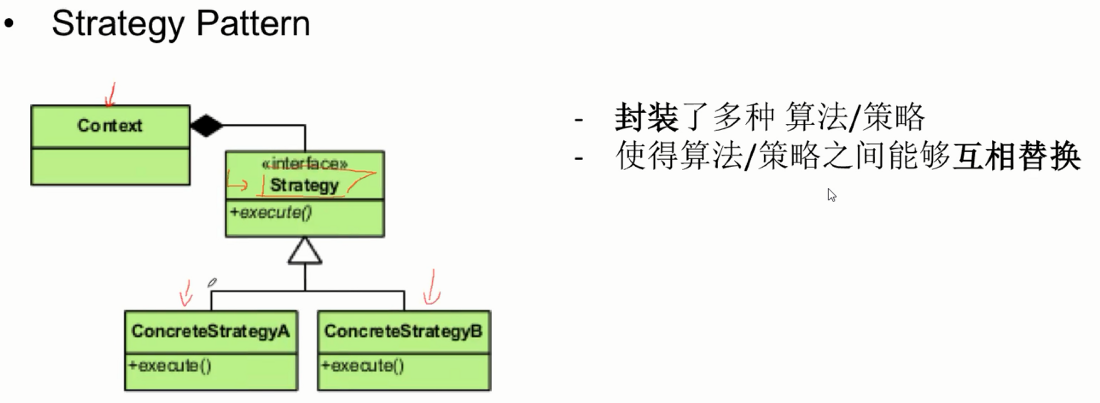 • Strategy Pattern
Context
«interface»
Strategy
+execute()
ConcreteStrategyA
+execute()
ConcreteStrategyB
+execute()
- 封装了多种 算法/策略
- 使得算法/策略之间能够互相替换